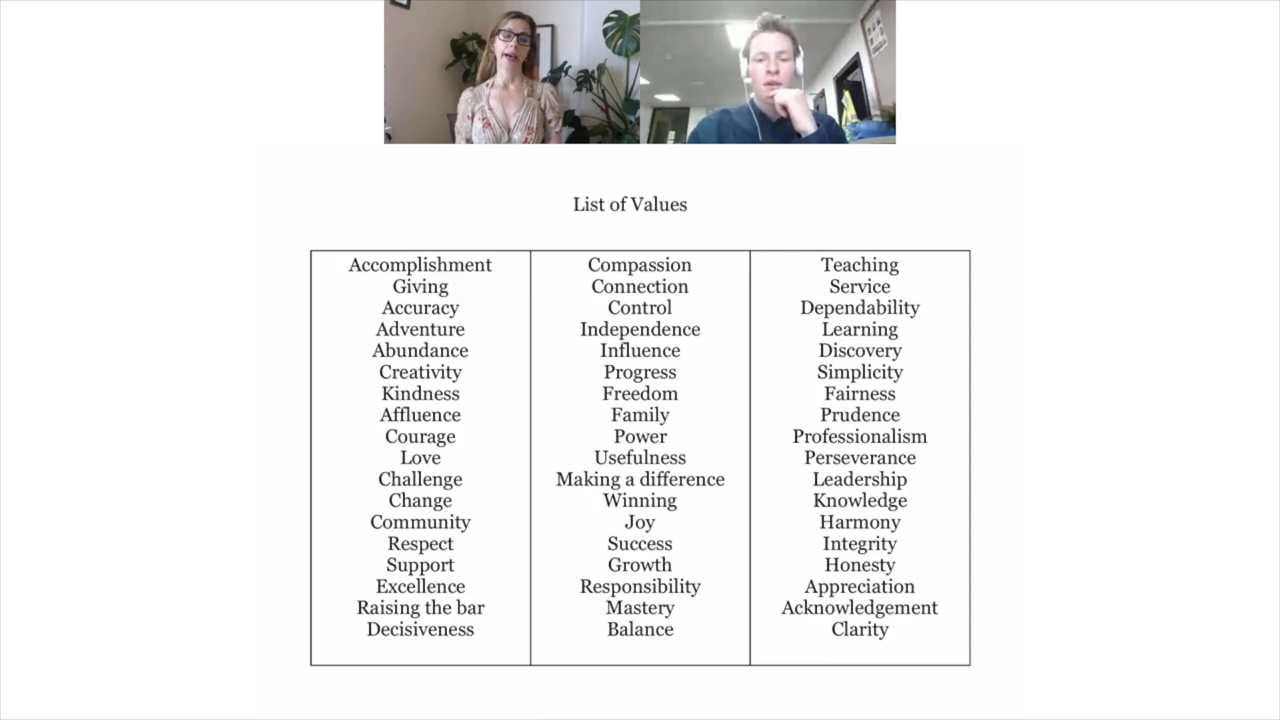 List of Values
Accomplishment
Giving
Accuracy
Adventure
Abundance
Creativity
Kindness
Affluence
Courage
Love
Challenge
Change
Community
Respect
Support
Excellence
Raising the bar
Decisiveness
Compassion
Connection
Control
Independence
Influence
Progress
Freedom
Family
Power
Usefulness
Making a difference
Winning
Joy
Success
Growth
Responsibility
Mastery
Balance
Teaching
Service
Dependability
Learning
Discovery
Simplicity
Fairness
Prudence
Professionalism
Perseverance
Leadership
Knowledge
Harmony
Integrity
Honesty
Appreciation
Acknowledgement
Clarity